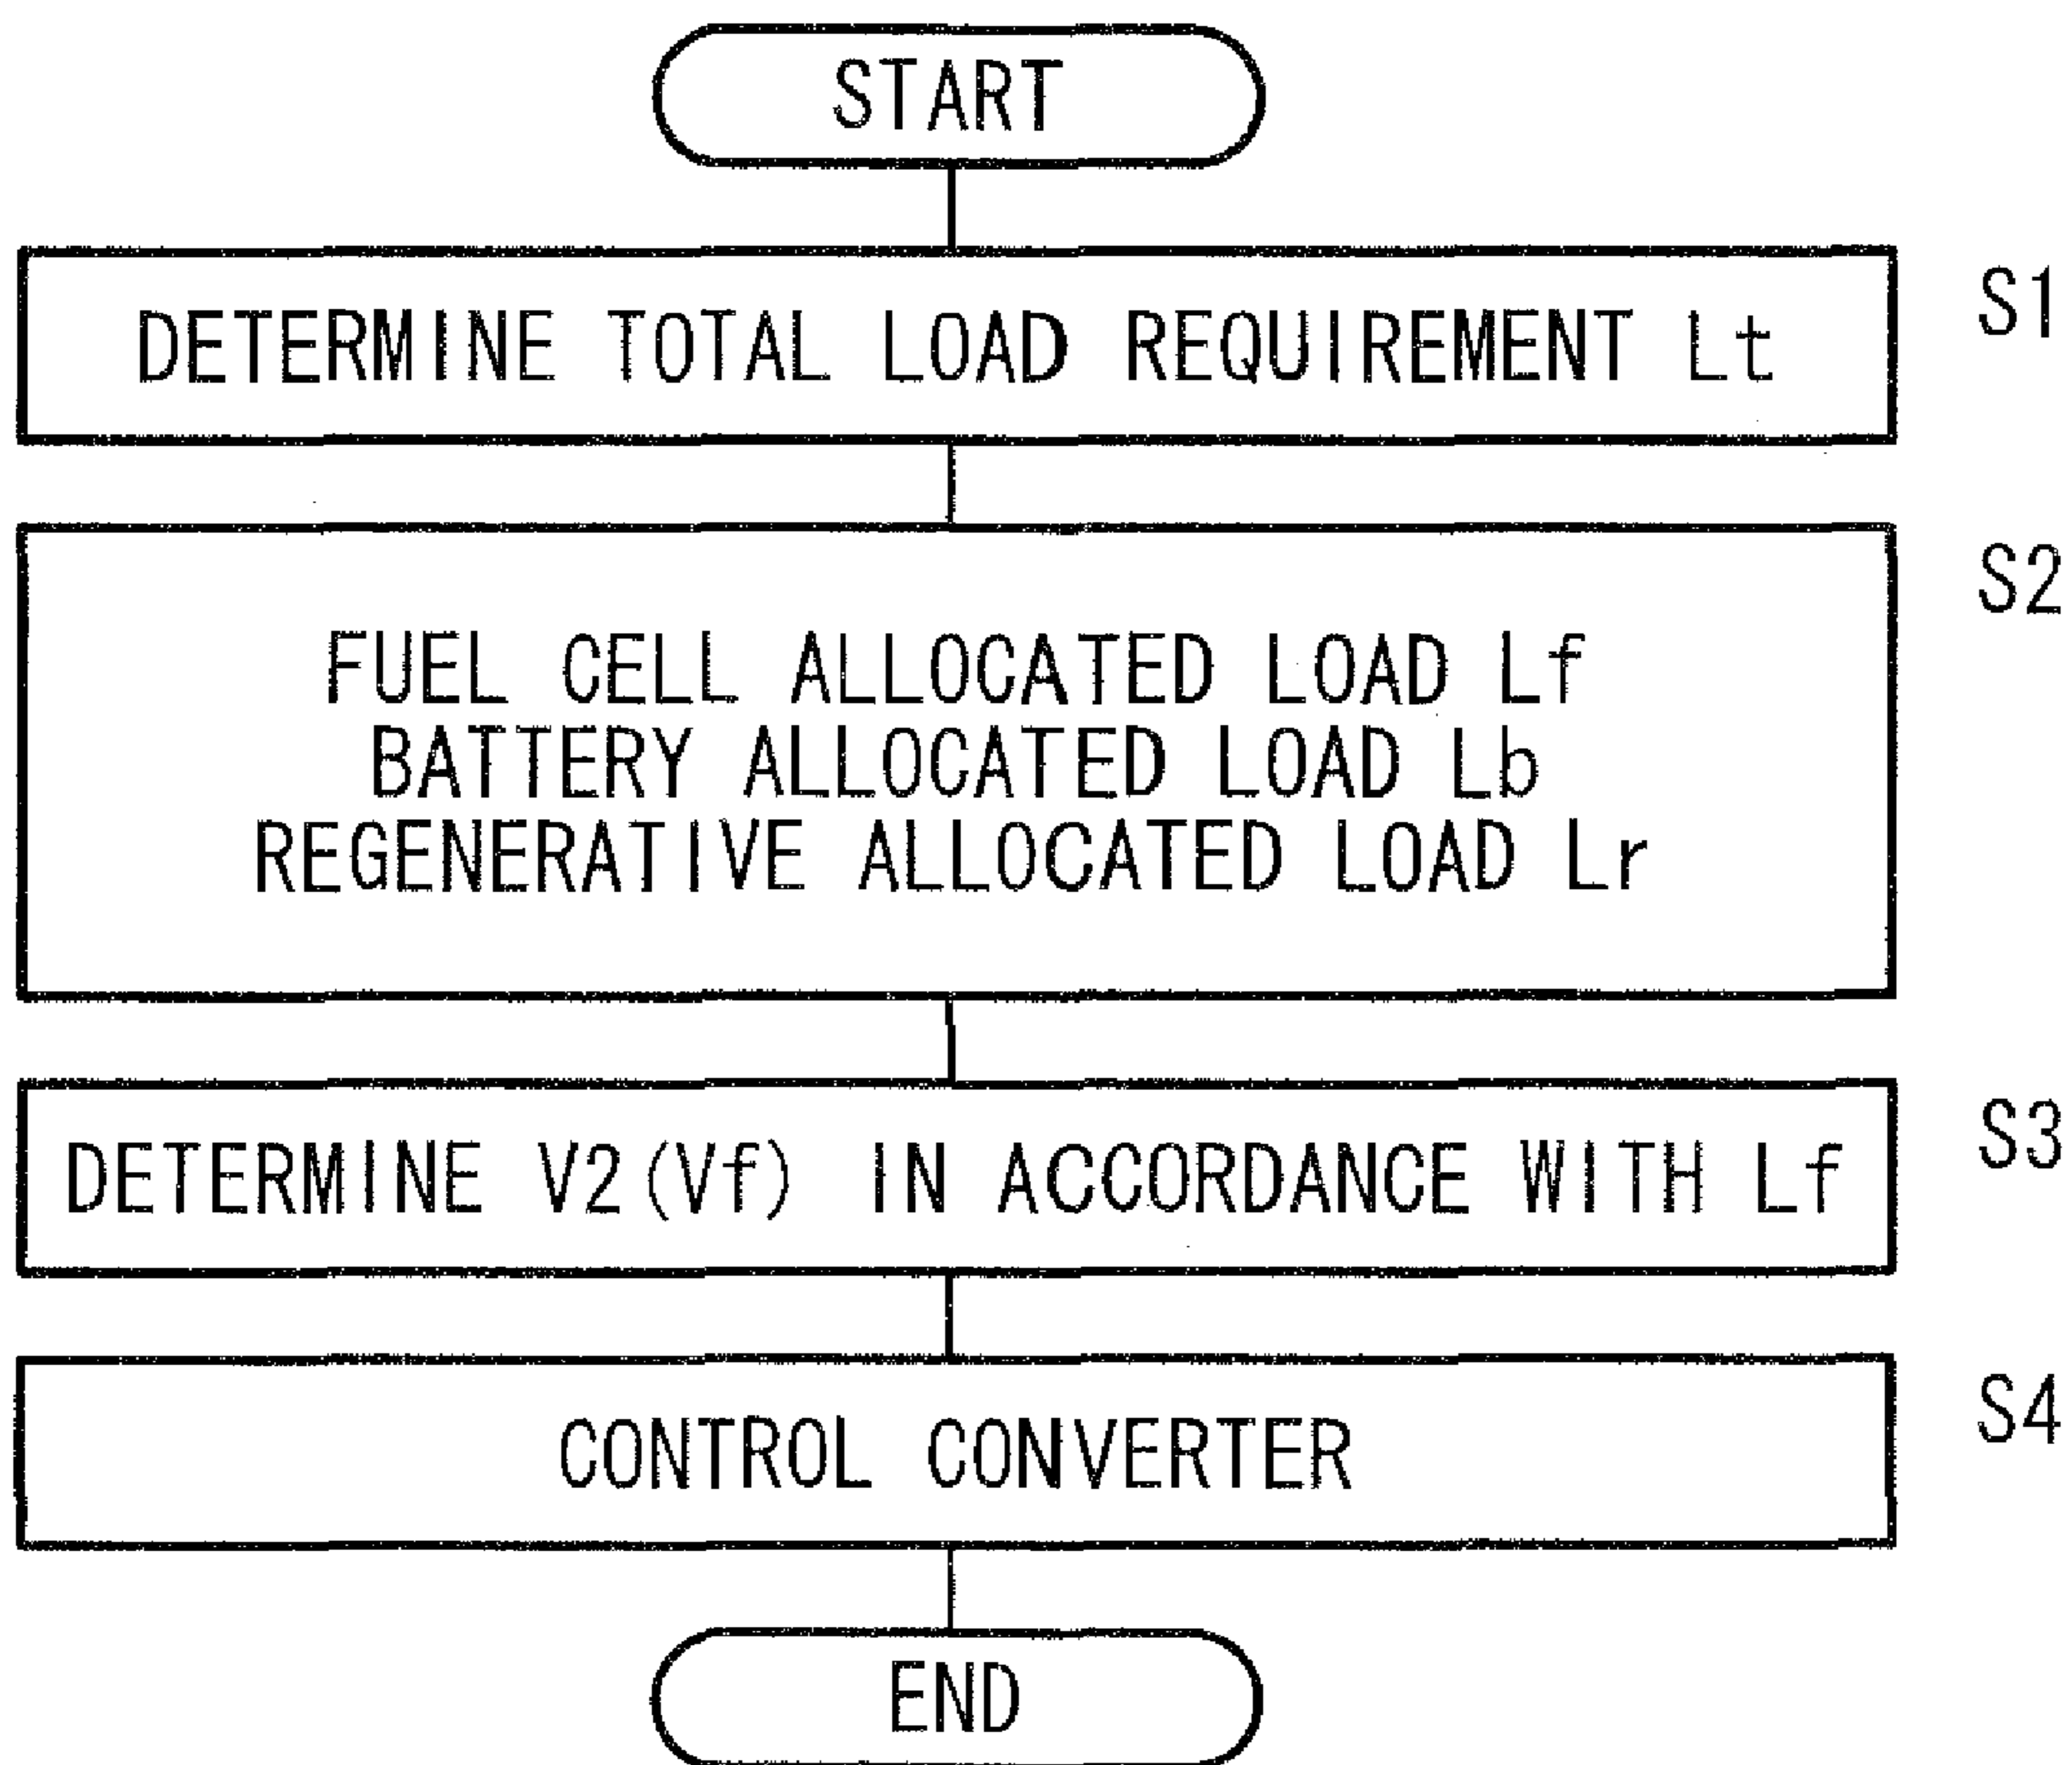 START
DETERMINE TOTAL LOAD REQUIREMENT Lt
S1
S2
FUEL CELL ALLOCATED LOAD Lf
BATTERY ALLOCATED LOAD Lb
REGENERATIVE ALLOCATED LOAD Lr
DETERMINE V2(Vf) IN ACCORDANCE WITH Lf
S3
CONTROL CONVERTER
S4
END